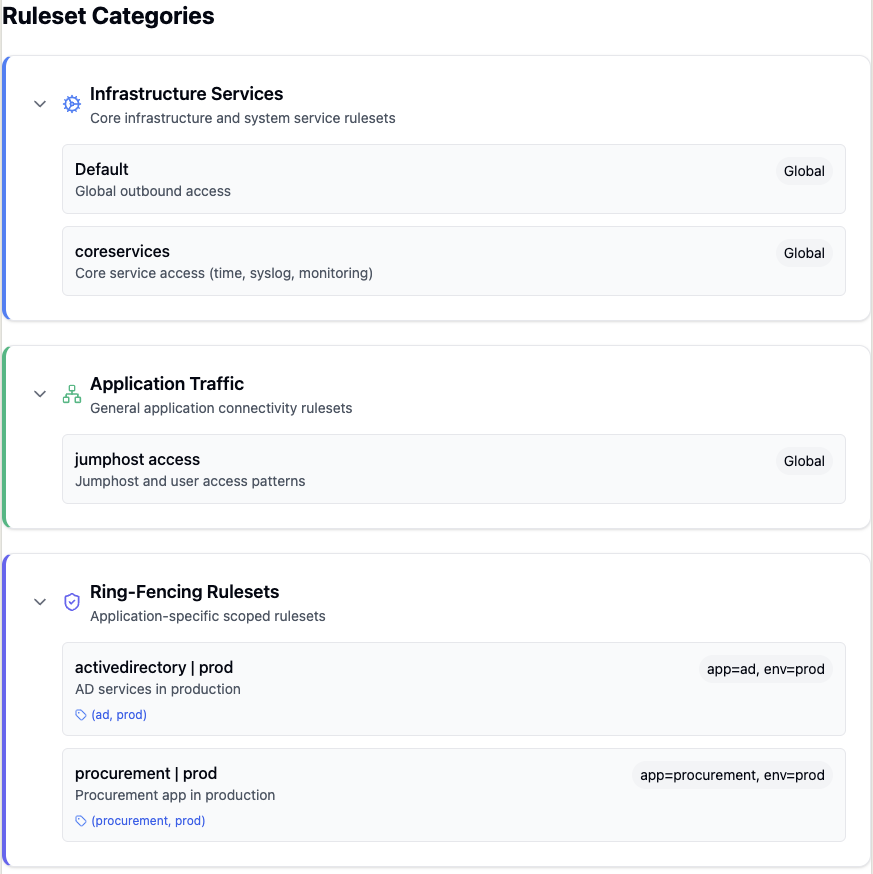 Ruleset Categories
Infrastructure Services
Core infrastructure and system service rulesets
Default
Global
Global outbound access
coreservices
Global
Core service access (time, syslog, monitoring)
Application Traffic
General application connectivity rulesets
jumphost access
Global
Jumphost and user access patterns
Ring-Fencing Rulesets
Application-specific scoped rulesets
activedirectory | prod
app=ad, env=prod
AD services in production
(ad, prod)
procurement | prod
app=procurement, env=prod
Procurement app in production
(procurement, prod)